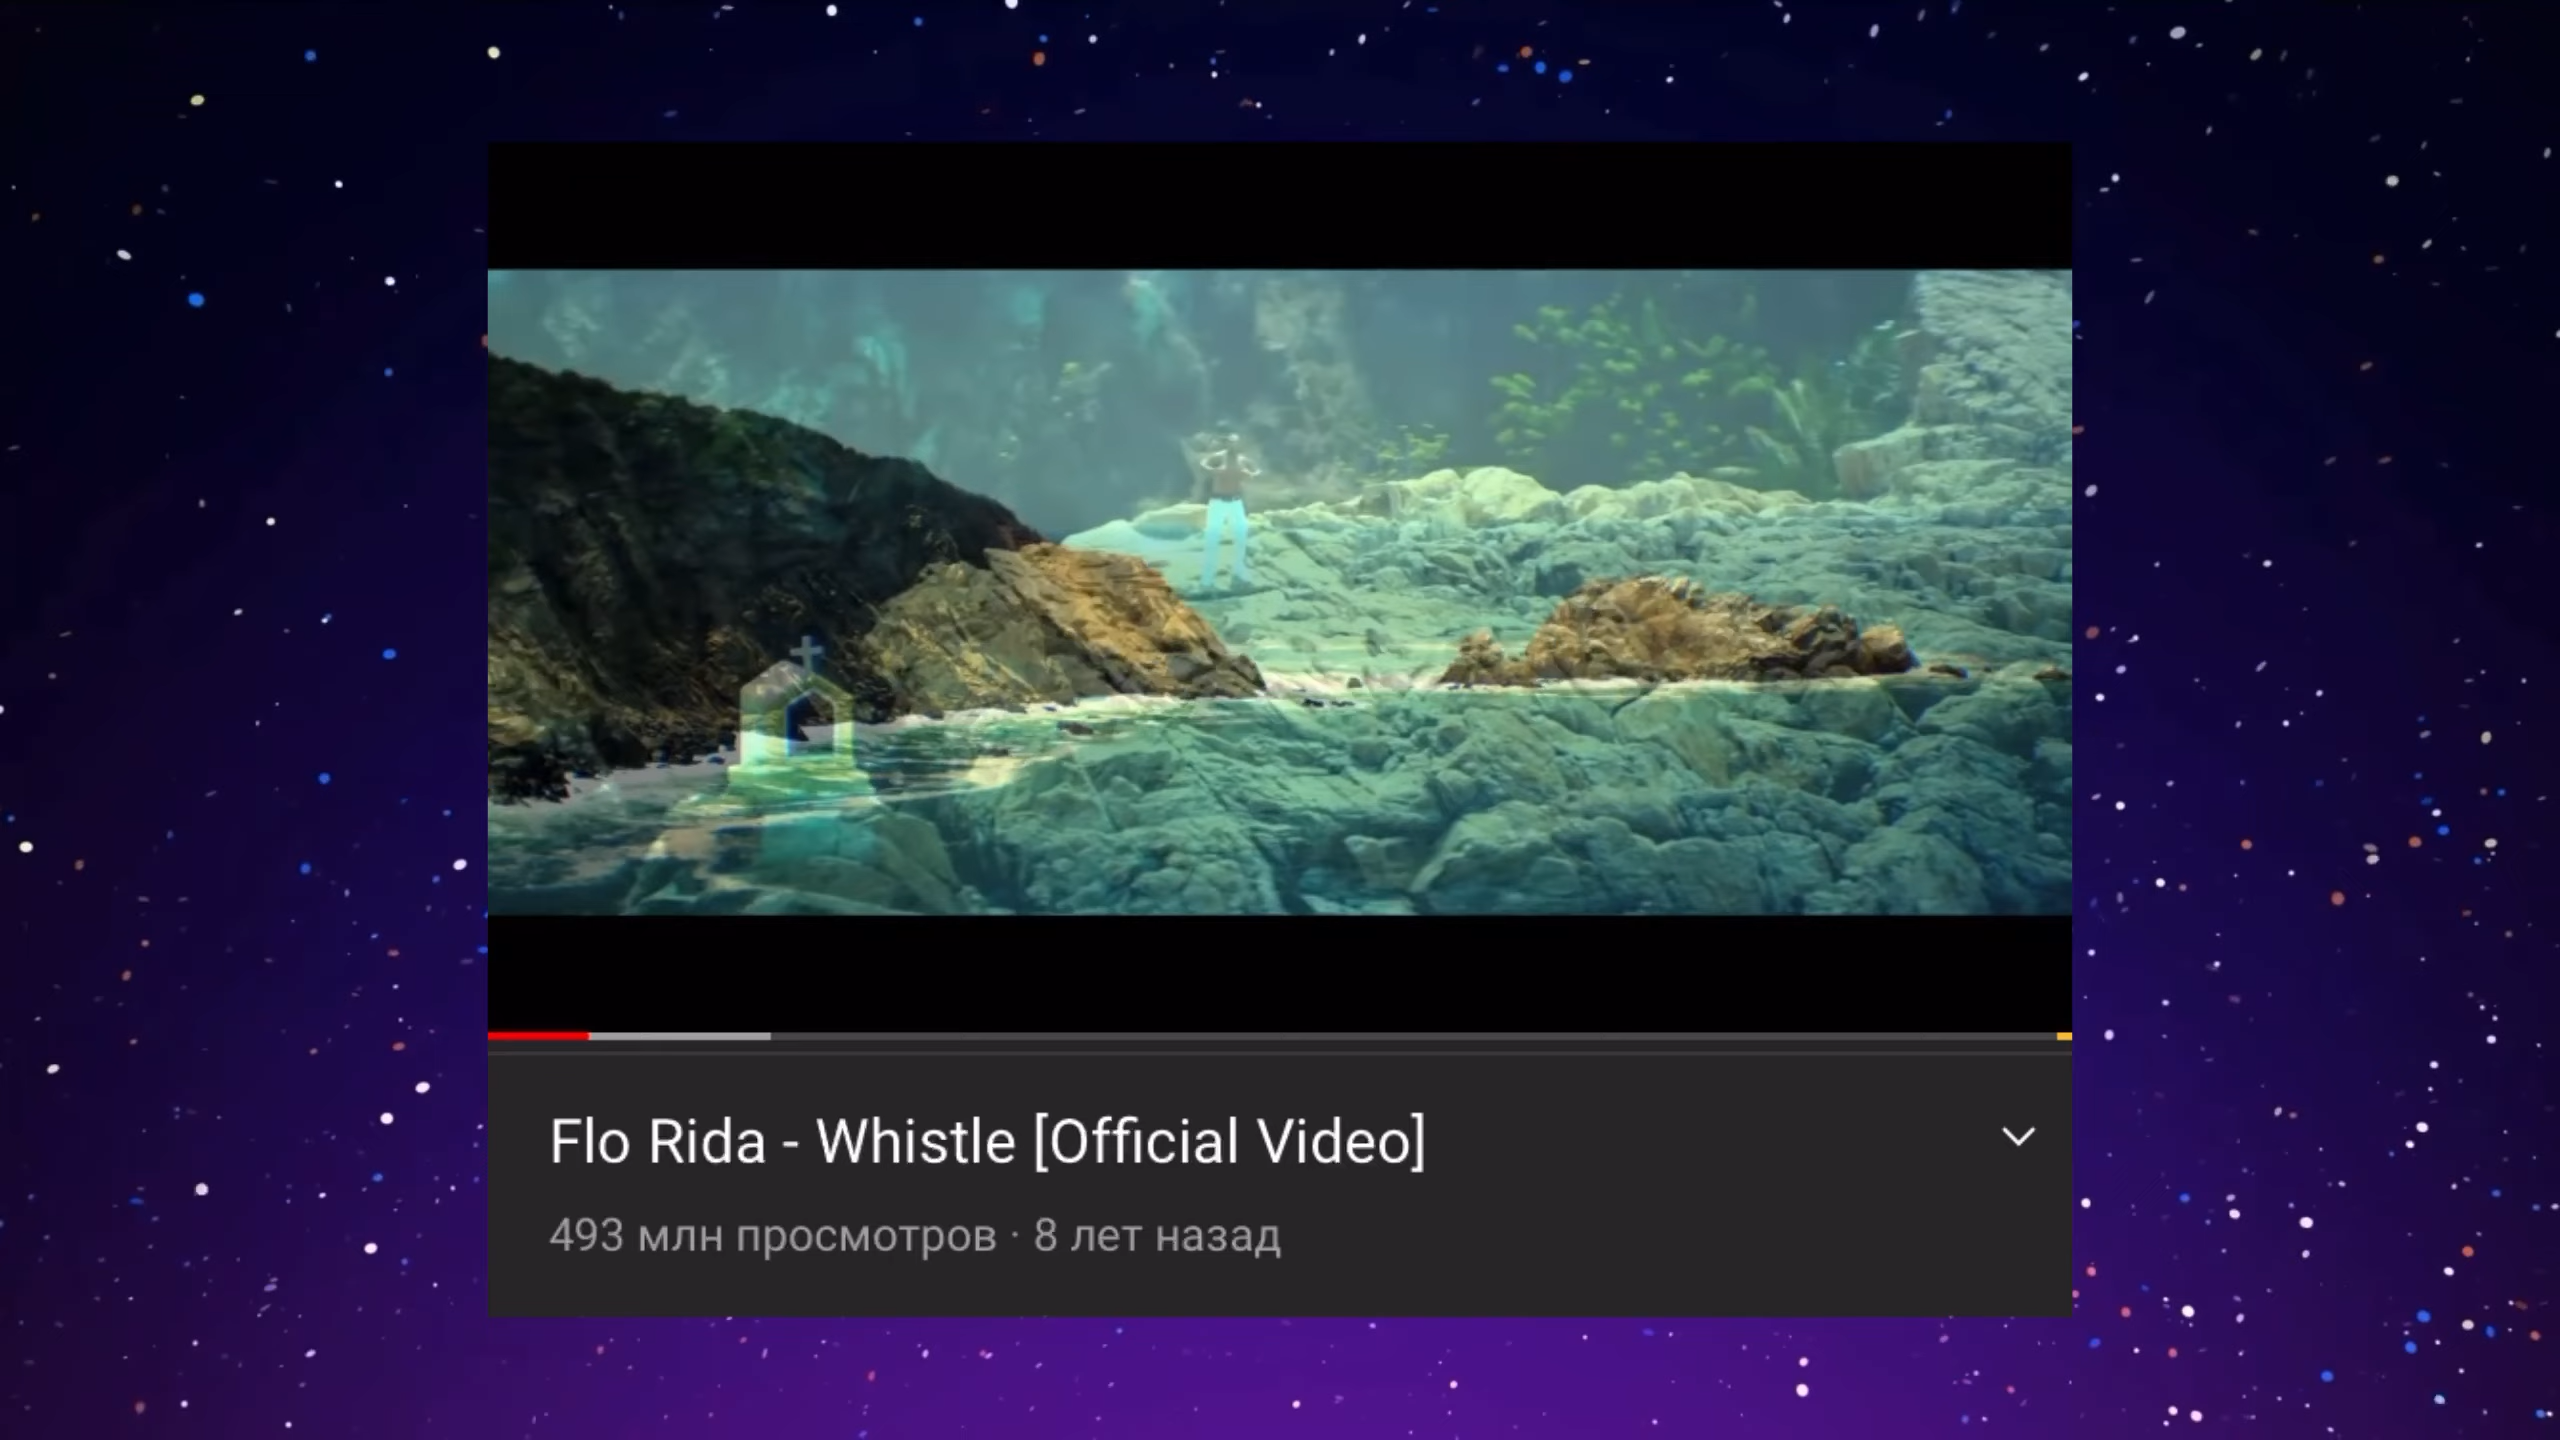 Flo Rida - Whistle [Official Video]
493 млн просмотров · 8 лет назад